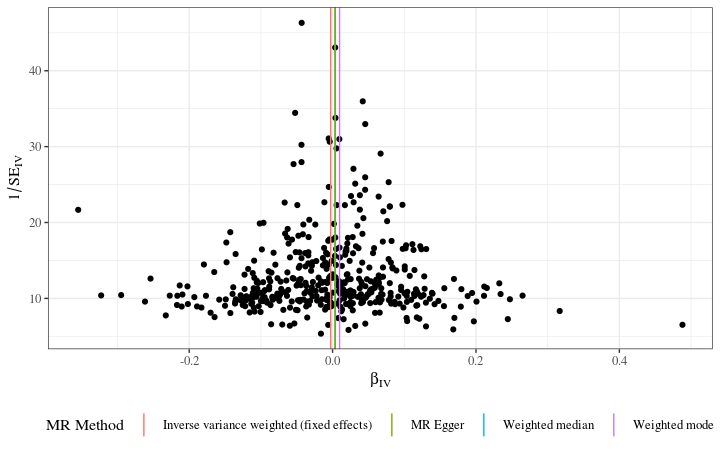 40
30
20
10
1/SE_IV
-0.2 0.0 0.2 0.4
β_IV
MR Method Inverse variance weighted (fixed effects) MR Egger Weighted median Weighted mode